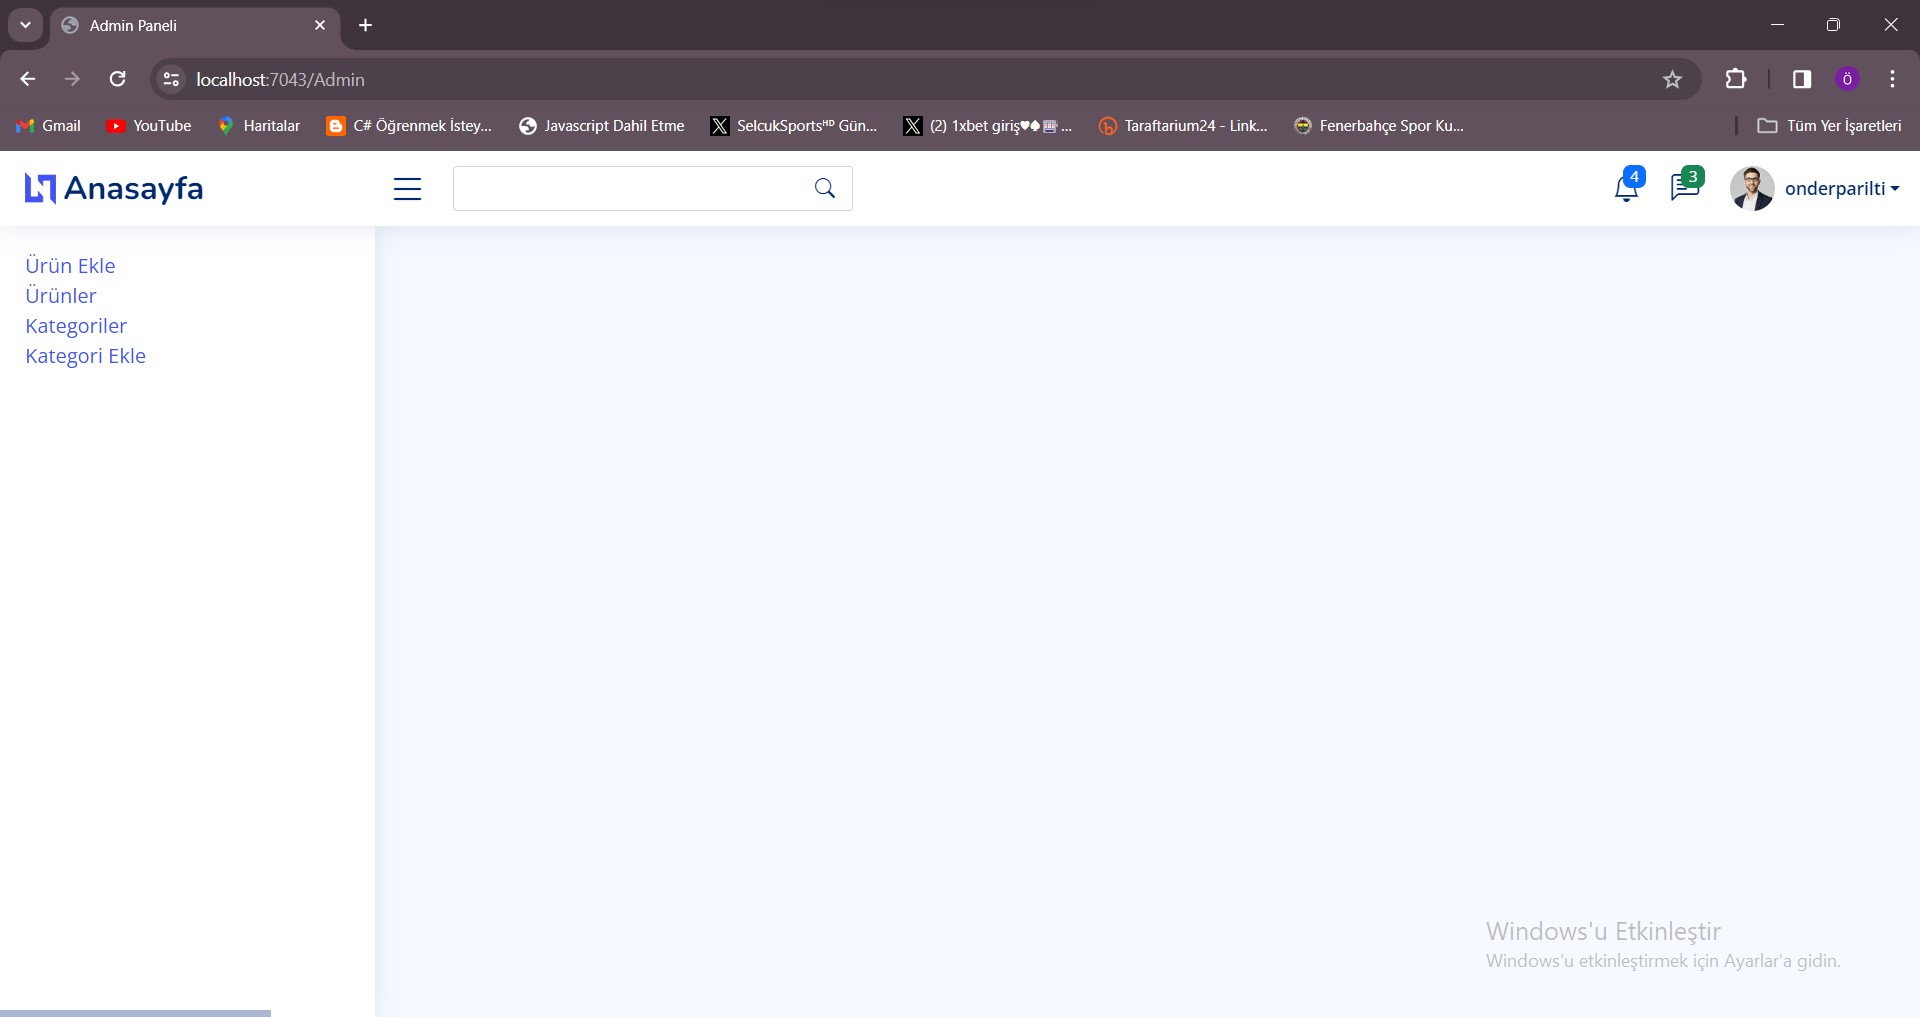 Admin Paneli
localhost:7043/Admin
Gmail YouTube Haritalar C# Öğrenmek İstey... Javascript Dahil Etme SelcukSportsᴴᴰ Gün... (2) 1xbet giriş♥♠🎰 ... Taraftarium24 - Link... Fenerbahçe Spor Ku... Tüm Yer İşaretleri
Anasayfa 4 3 onderparilti
Ürün Ekle
Ürünler
Kategoriler
Kategori Ekle
Windows'u Etkinleştir
Windows'u etkinleştirmek için Ayarlar'a gidin.